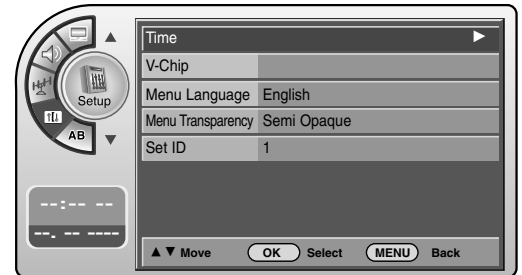 Time ►
V-Chip
Menu Language English
Menu Transparency Semi Opaque
Set ID 1
Setup
AB
--:-- --
--. -- ----
▲▼ Move OK Select MENU Back